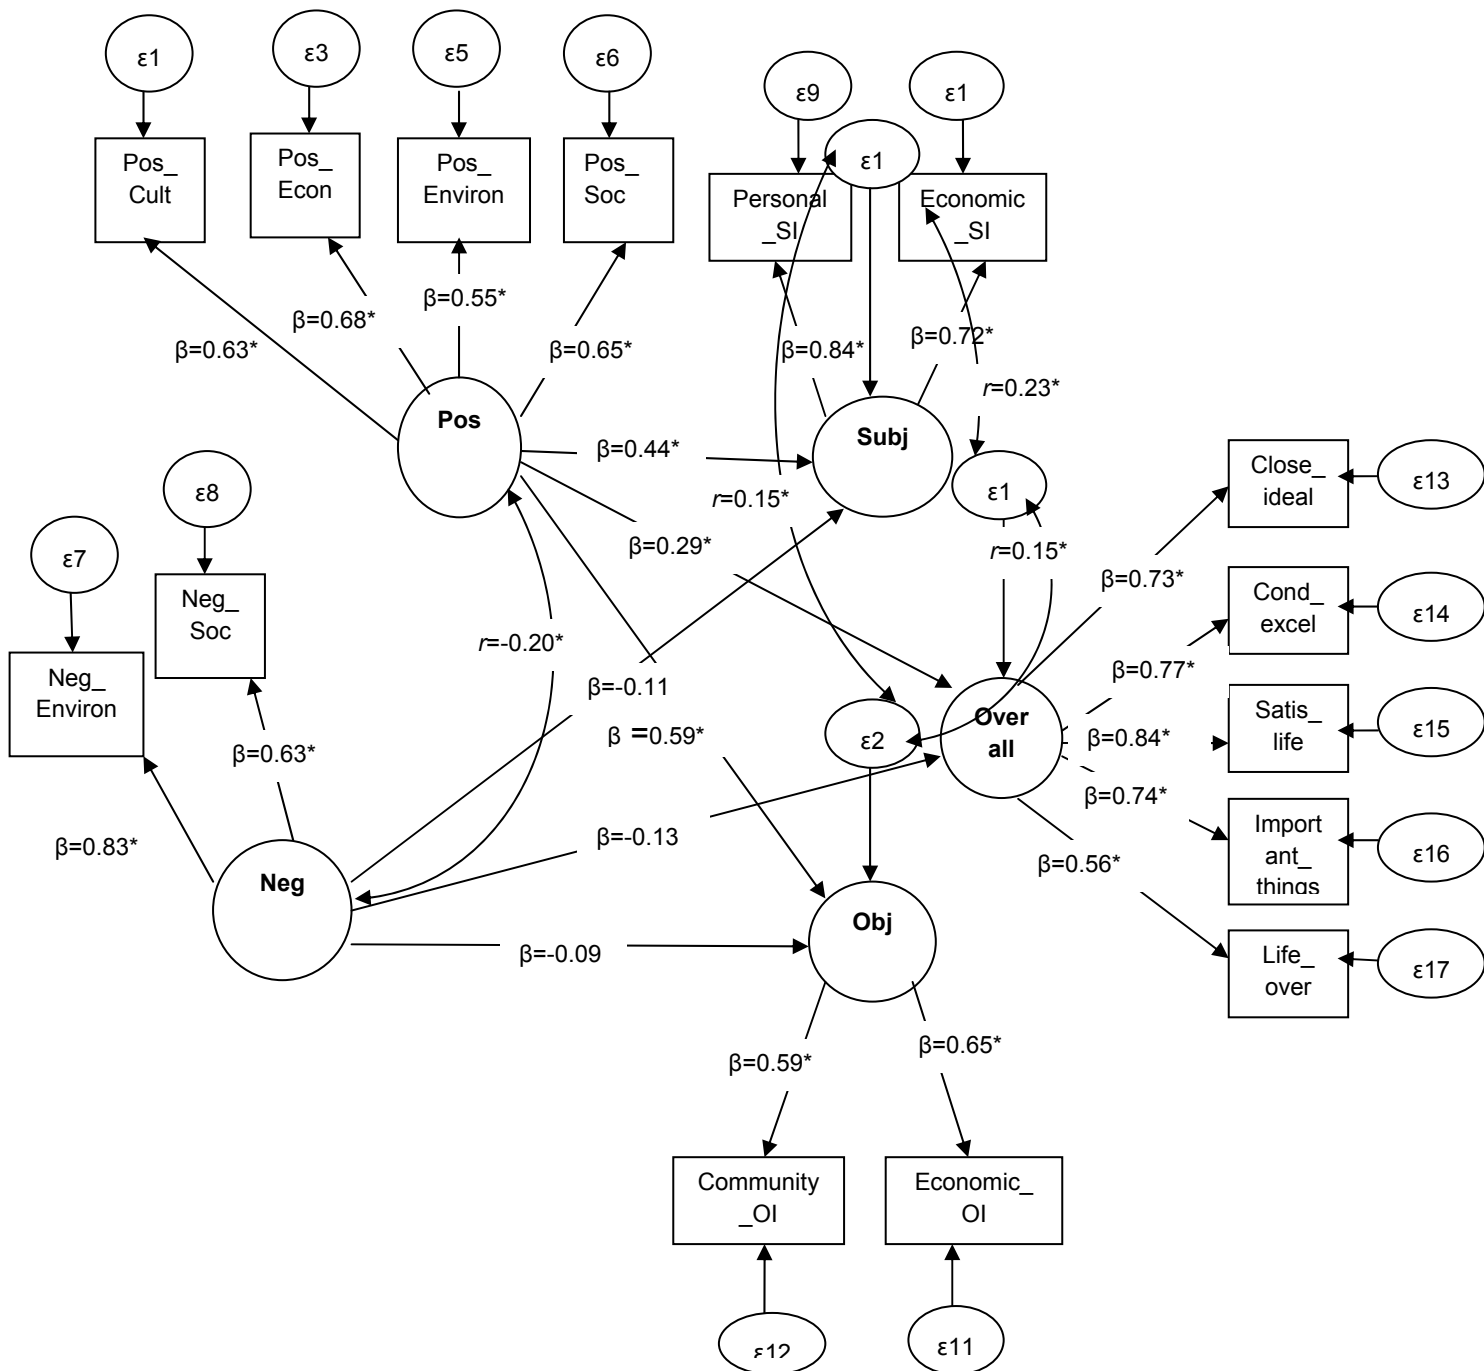 ε1
ε3
ε5
ε6
ε9
ε1
Pos_
Cult
Pos_
Econ
Pos_
Environ
Pos_
Soc
ε1
Personal
_SI
Economic
_SI
β=0.63*
β=0.68*
β=0.55*
β=0.65*
β=0.84*
β=0.72*
r=0.23*
Pos
Subj
β=0.44*
r=0.15*
β=0.29*
ε1
r=0.15*
Close_
ideal
ε13
ε8
ε7
Neg_
Soc
Neg_
Environ
r=-0.20*
β=-0.11
β =0.59*
β=0.73*
Cond_
excel
ε14
β=0.77*
ε2
Over
all
β=0.84*
Satis_
life
ε15
β=0.63*
β=0.83*
β=-0.13
β=0.74*
Import
ant_
things
ε16
β=0.56*
Neg
Obj
β=-0.09
Life_
over
ε17
β=0.59*
β=0.65*
Community
_OI
Economic_
OI
ε12
ε11